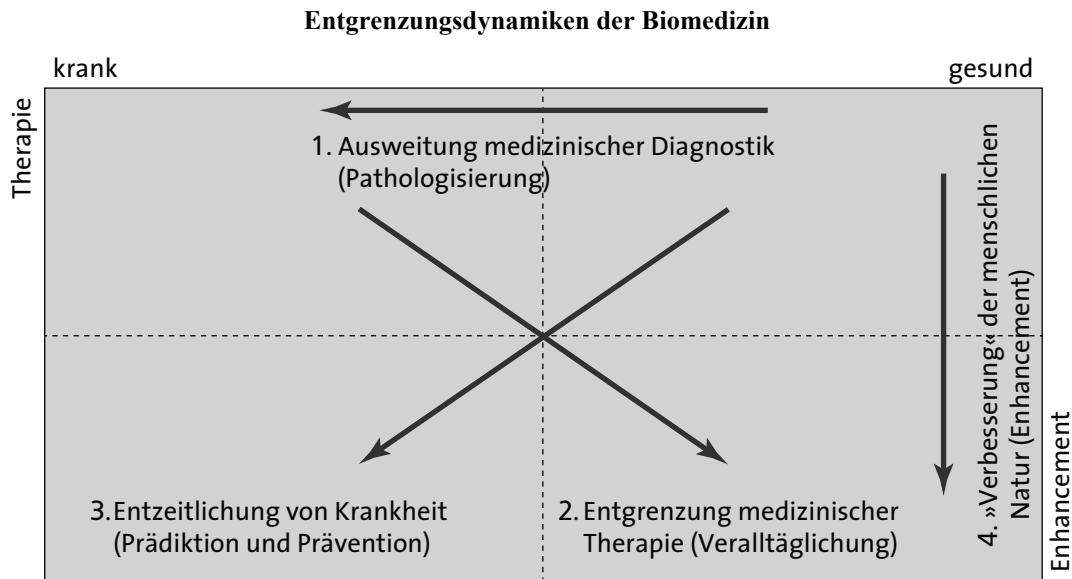 Entgrenzungsdynamiken der Biomedizin
krank
gesund
Therapie
1. Ausweitung medizinischer Diagnostik
(Pathologisierung)
4. »Verbesserung« der menschlichen
Natur (Enhancement)
3. Entzeitlichung von Krankheit
(Prädiktion und Prävention)
2. Entgrenzung medizinischer
Therapie (Veralltäglichung)
Enhancement